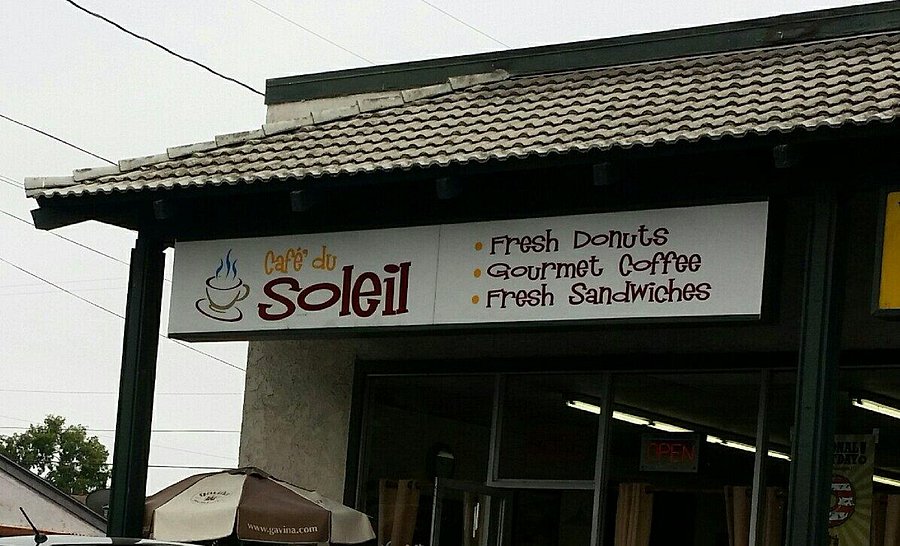 Café' du
Soleil
• Fresh Donuts
• Gourmet Coffee
• Fresh Sandwiches
OPEN
www.gavina.com